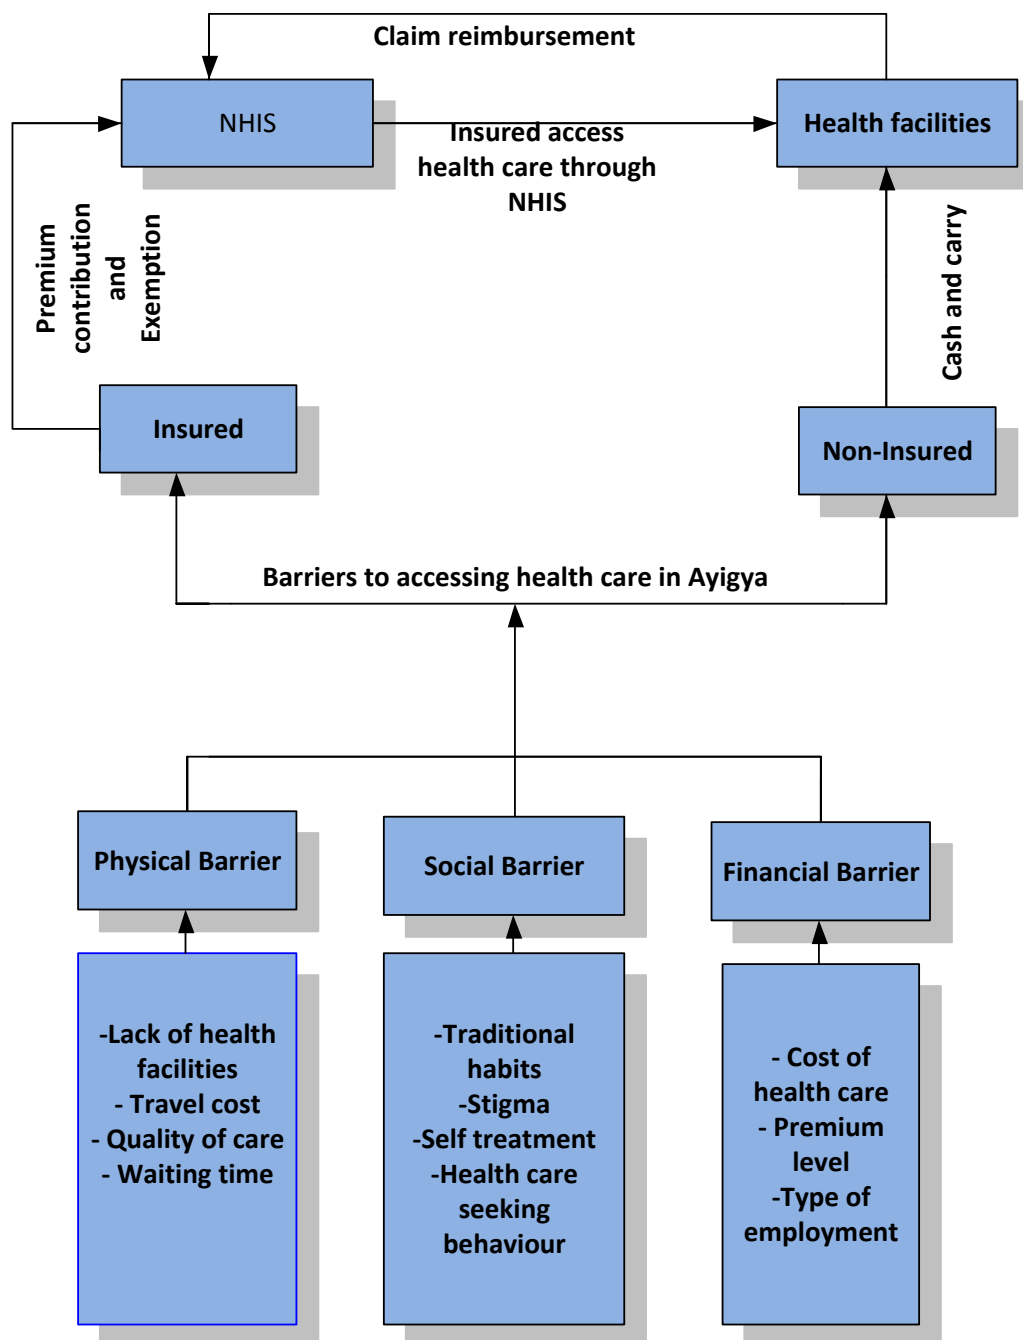 Claim reimbursement
NHIS
Insured access
health care through
NHIS
Health facilities
Premium
contribution
and
Exemption
Cash and carry
Insured
Non-Insured
Barriers to accessing health care in Ayigya
Physical Barrier
Social Barrier
Financial Barrier
-Lack of health
facilities
- Travel cost
- Quality of care
- Waiting time
-Traditional
habits
-Stigma
-Self treatment
-Health care
seeking
behaviour
- Cost of
health care
- Premium
level
-Type of
employment